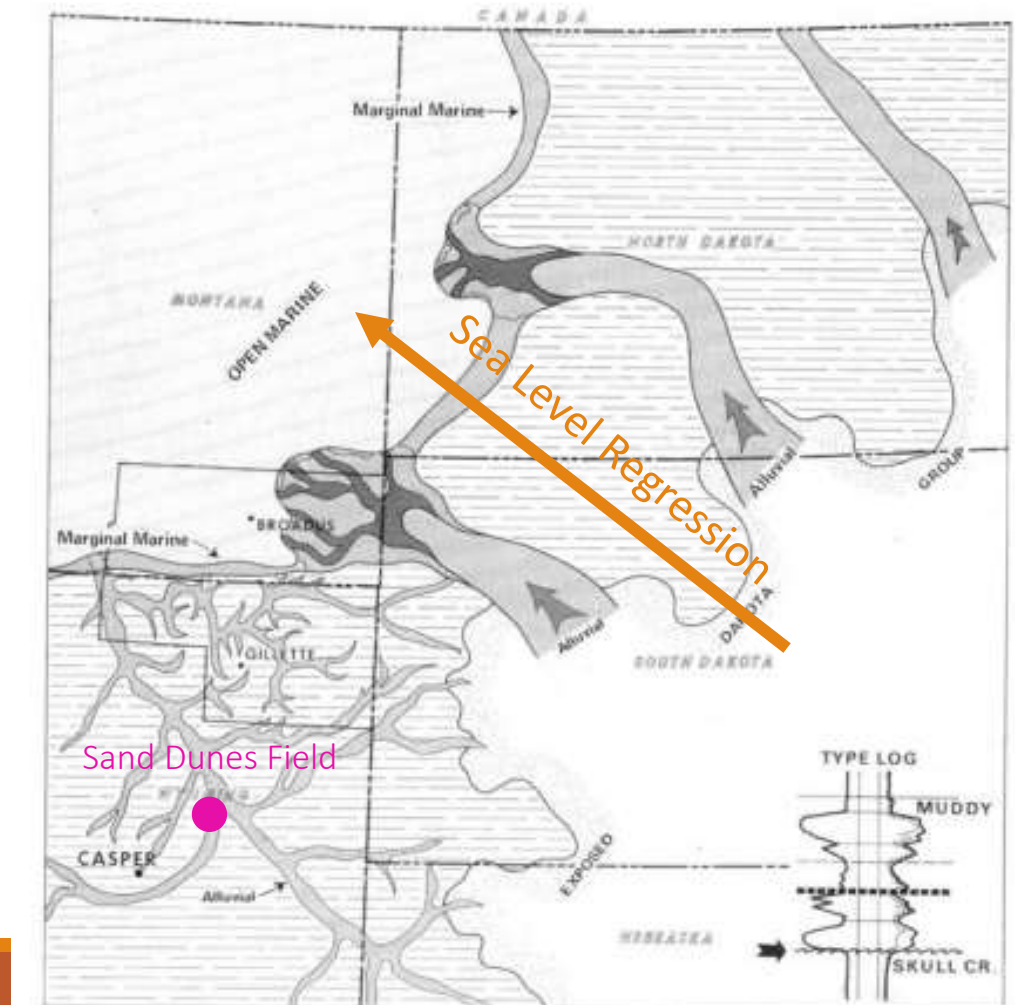 CANADA
Marginal Marine
NORTH DAKOTA
MONTANA
OPEN MARINE
Sea Level Regression
Alluvial
GROUP
BROADUS
Marginal Marine
DAKOTA
Alluvial
GILLETTE
SOUTH DAKOTA
Sand Dunes Field
WYOMING
TYPE LOG
MUDDY
CASPER
Alluvial
EXPOSED
NEBRASKA
SKULL CR.